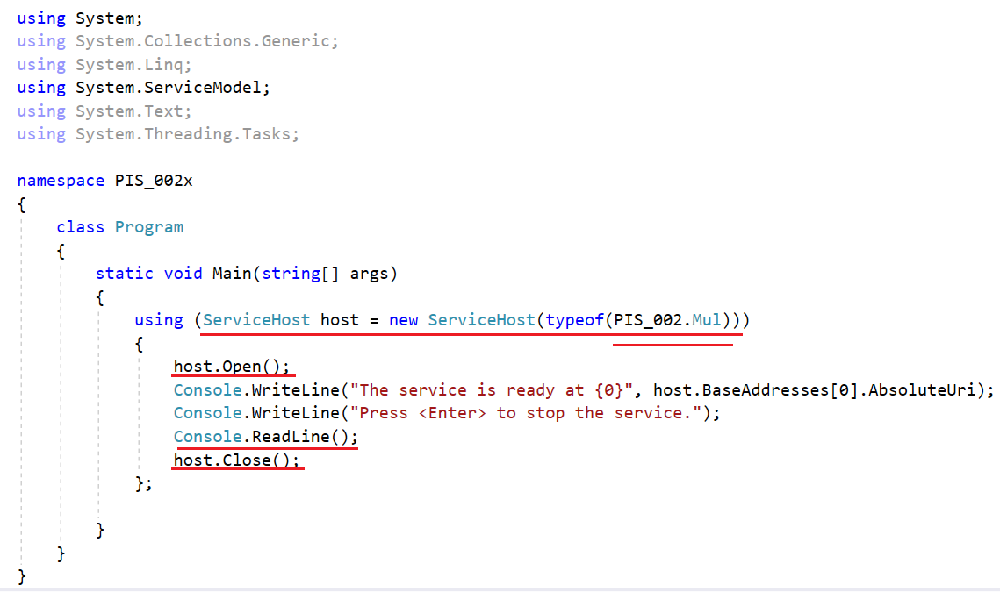 using System;
using System.Collections.Generic;
using System.Linq;
using System.ServiceModel;
using System.Text;
using System.Threading.Tasks;
namespace PIS_002x
{
class Program
{
static void Main(string[] args)
{
using (ServiceHost host = new ServiceHost(typeof(PIS_002.Mul)))
{
host.Open();
Console.WriteLine("The service is ready at {0}", host.BaseAddresses[0].AbsoluteUri);
Console.WriteLine("Press <Enter> to stop the service.");
Console.ReadLine();
host.Close();
};
}
}
}